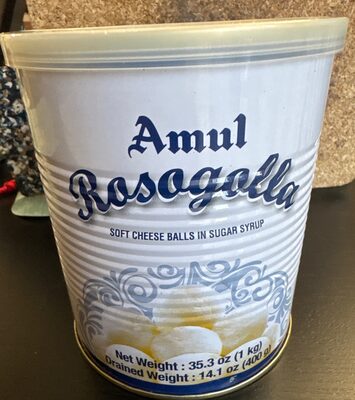 Amul
Rosogolla
SOFT CHEESE BALLS IN SUGAR SYRUP
Net Weight : 35.3 oz (1 kg)
Drained Weight : 14.1 oz (400 g)